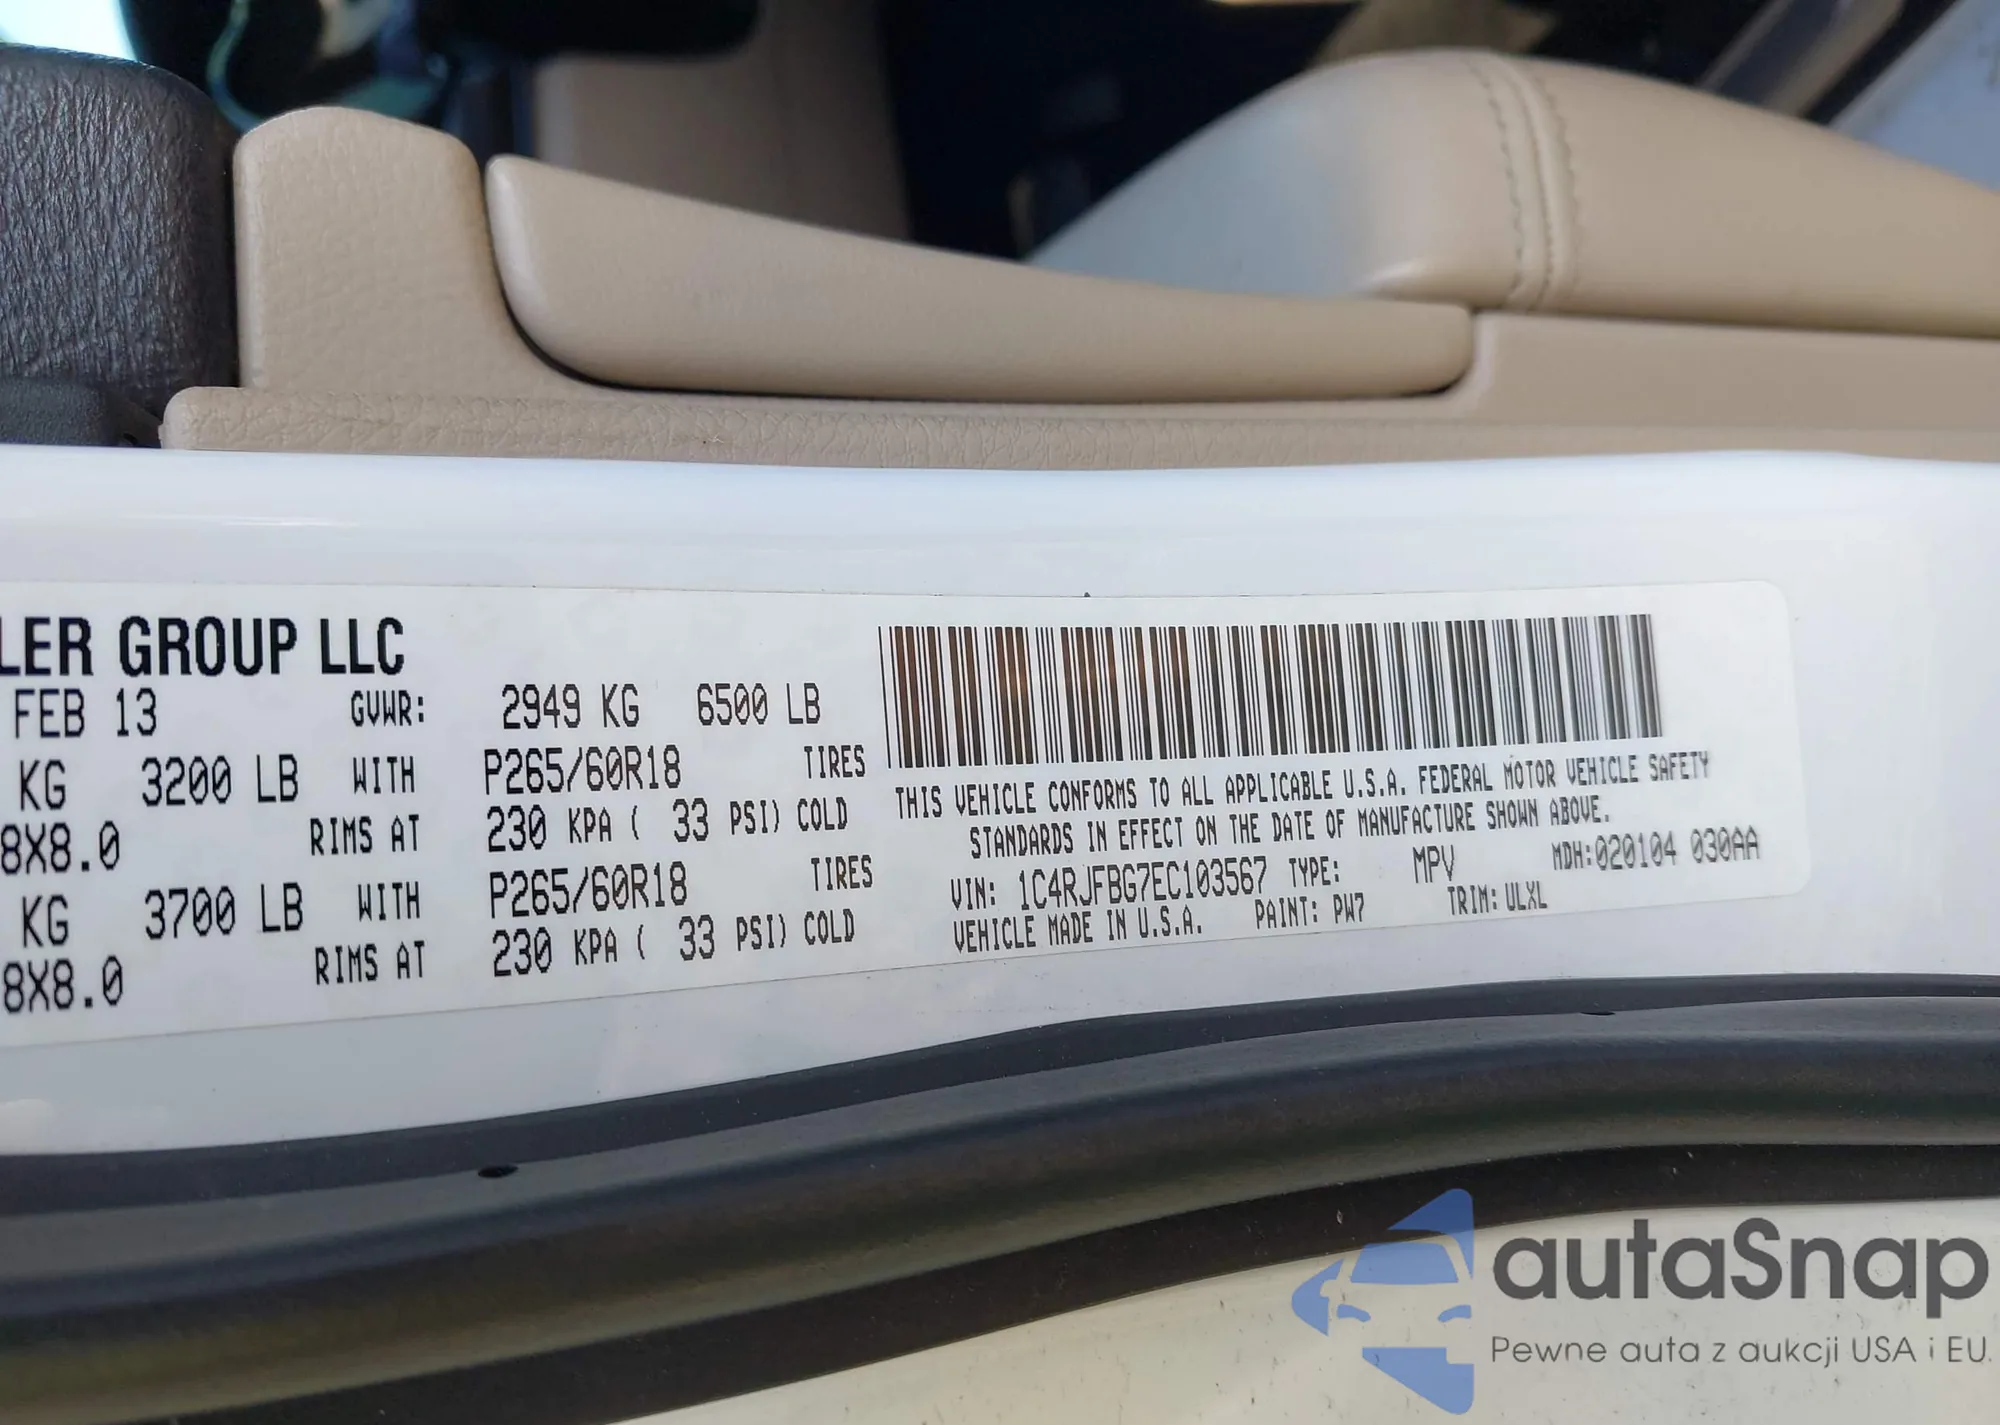 LER GROUP LLC
FEB 13 GVWR: 2949 KG 6500 LB
KG 3200 LB WITH P265/60R18 TIRES
8X8.0 RIMS AT 230 KPA ( 33 PSI) COLD
KG 3700 LB WITH P265/60R18 TIRES
8X8.0 RIMS AT 230 KPA ( 33 PSI) COLD
THIS VEHICLE CONFORMS TO ALL APPLICABLE U.S.A. FEDERAL MOTOR VEHICLE SAFETY
STANDARDS IN EFFECT ON THE DATE OF MANUFACTURE SHOWN ABOVE.
VIN: 1C4RJFBG7EC103567 TYPE: MPV MDH:020104 030AA
VEHICLE MADE IN U.S.A. PAINT: PW7 TRIM: ULXL
autaSnap
Pewne auta z aukcji USA i EU.